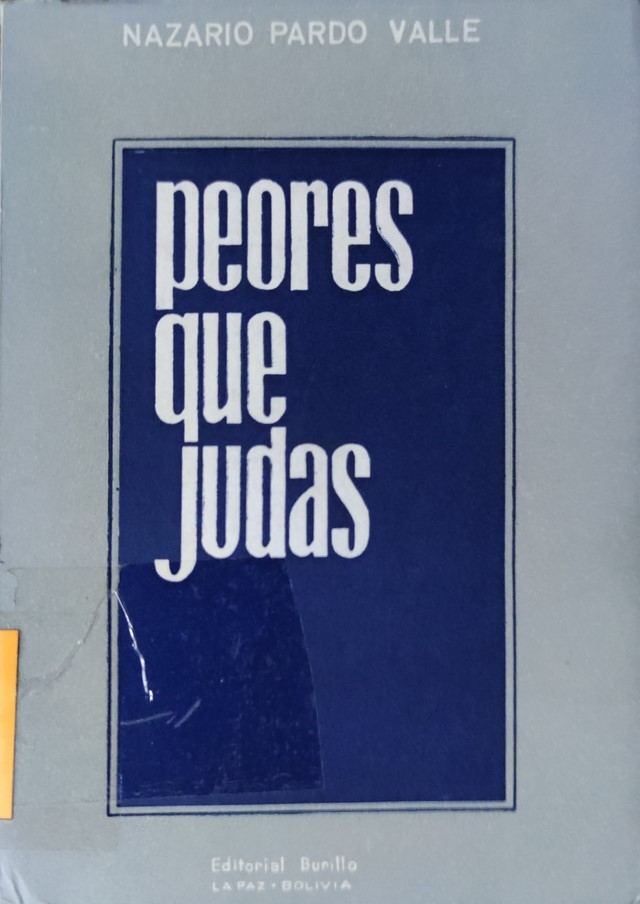 NAZARIO PARDO VALLE
peores
que
judas
Editorial Burillo
LA PAZ - BOLIVIA